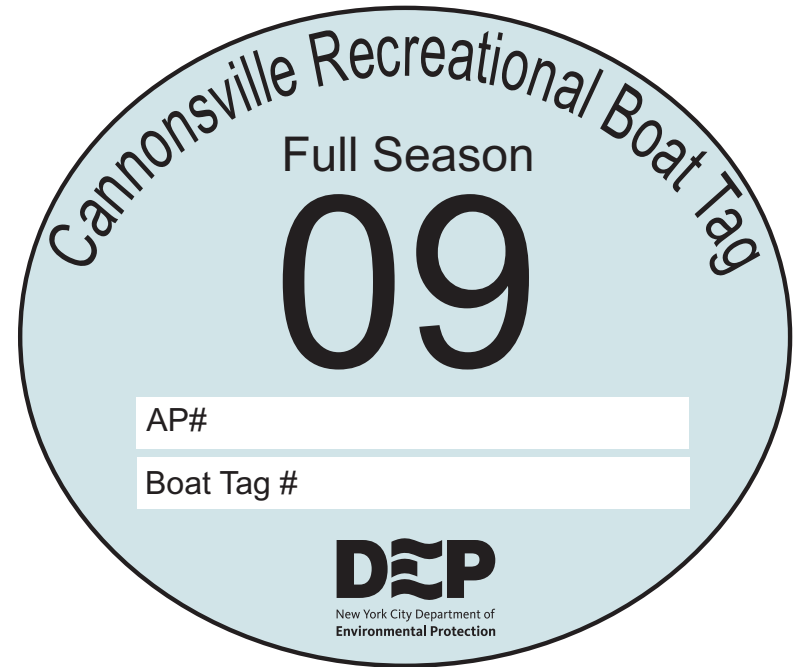 Cannonsville Recreational Boat Tag
Full Season
09
AP#
Boat Tag #
DEP
New York City Department of
Environmental Protection